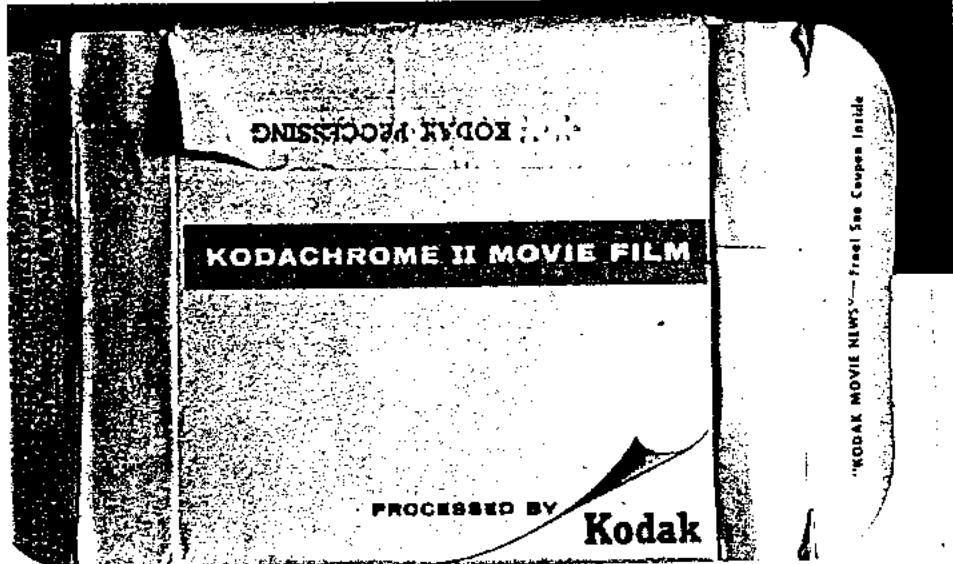 KODAK PROCESSING
KODACHROME II MOVIE FILM
PROCESSED BY
Kodak
"KODAK MOVIE NEWS"—Free! See Coupon Inside